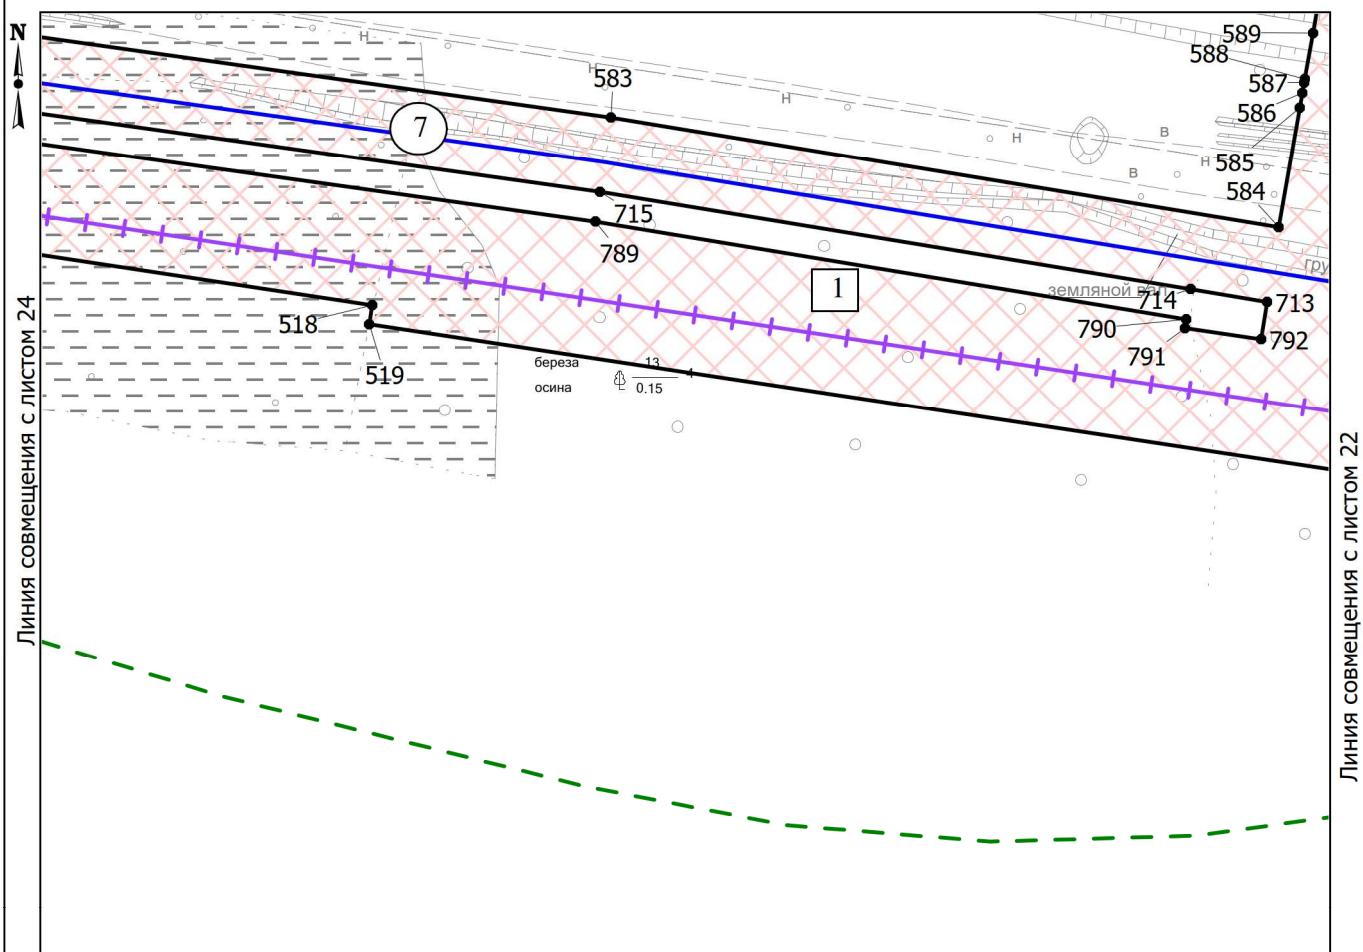 N
н
н
583
н
н
в
н
в
589
588
587
586
585
584
7
715
789
1
гру
земляной вал
714
713
790
792
791
518
519
береза
осина
13
0.15
4
Линия совмещения с листом 24
Линия совмещения с листом 22